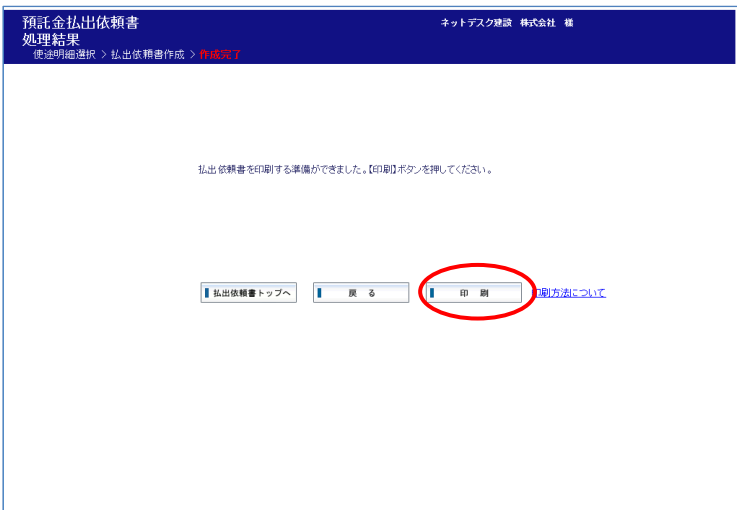 預託金払出依頼書
ネットデスク建設 株式会社 様
処理結果
使途明細選択 > 払出依頼書作成 > 作成完了
払出依頼書を印刷する準備ができました。【印刷】ボタンを押してください。
払出依頼書トップへ 戻 る 印 刷 印刷方法について